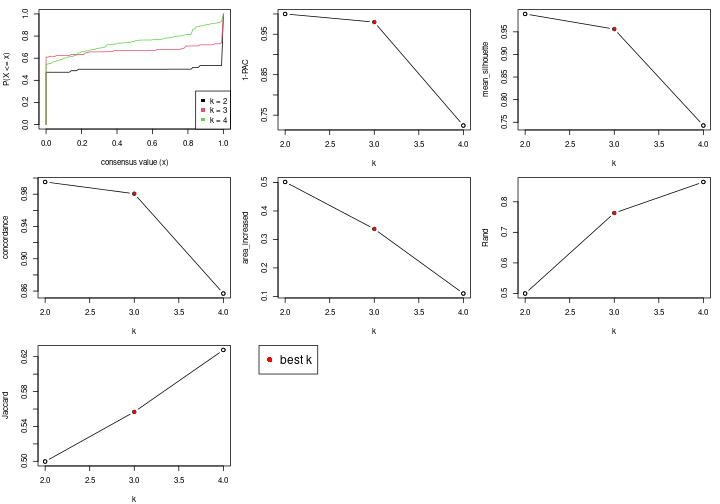 P(X <= x)
0.0 0.2 0.4 0.6 0.8 1.0
k = 2
k = 3
k = 4
0.0 0.2 0.4 0.6 0.8 1.0
consensus value (x)
1-PAC
0.75 0.85 0.95
2.0 2.5 3.0 3.5 4.0
k
mean_silhouette
0.75 0.80 0.85 0.90 0.95
2.0 2.5 3.0 3.5 4.0
k
concordance
0.86 0.90 0.94 0.98
2.0 2.5 3.0 3.5 4.0
k
area_increased
0.1 0.2 0.3 0.4 0.5
2.0 2.5 3.0 3.5 4.0
k
Rand
0.5 0.6 0.7 0.8
2.0 2.5 3.0 3.5 4.0
k
Jaccard
0.50 0.54 0.58 0.62
2.0 2.5 3.0 3.5 4.0
k
best k